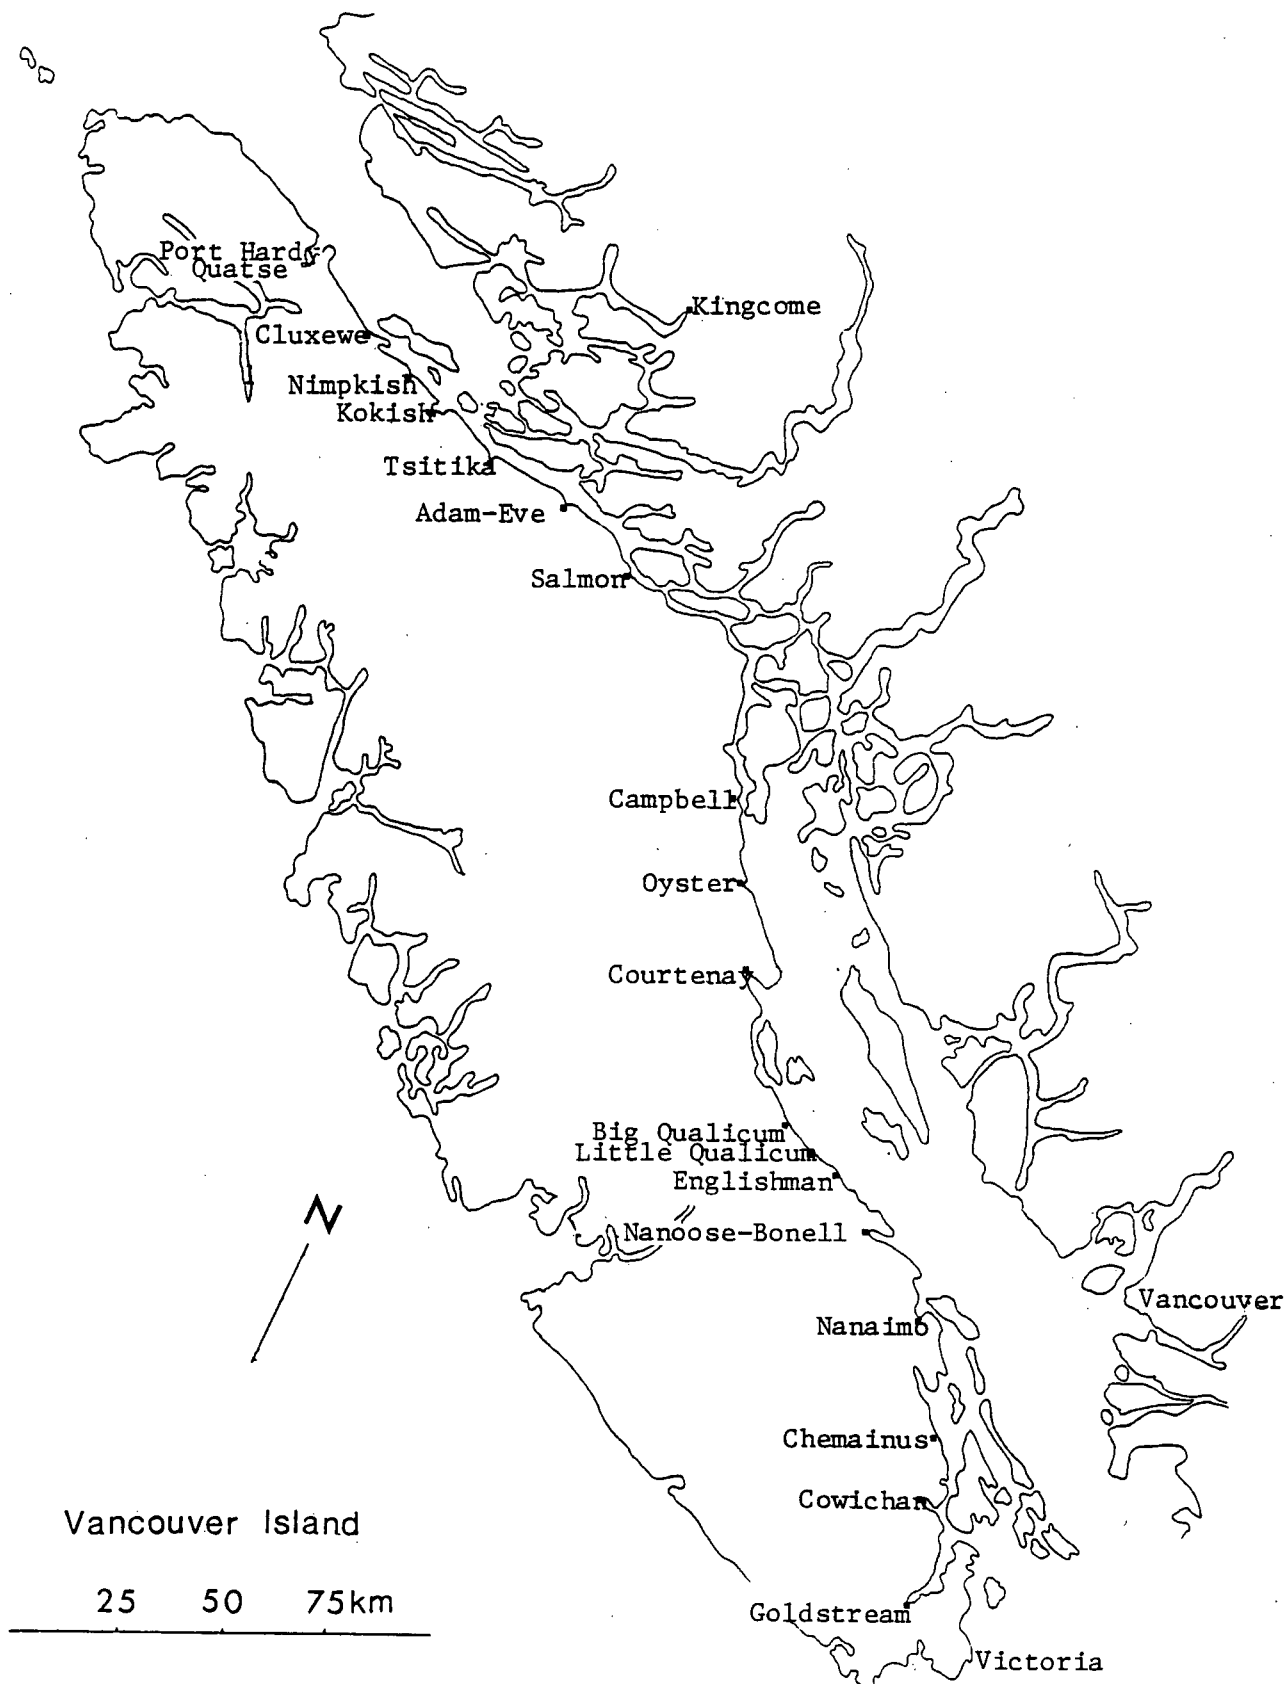 Port Hardy
Quatse
Kingcome
Cluxewe
Nimpkish
Kokish
Tsitika
Adam-Eve
Salmon
Campbell
Oyster
Courtenay
Big Qualicum
Little Qualicum
Englishman
N
Nanoose-Bonell
Vancouver
Nanaimo
Chemainus
Cowichan
Vancouver Island
25 50 75km
Goldstream
Victoria